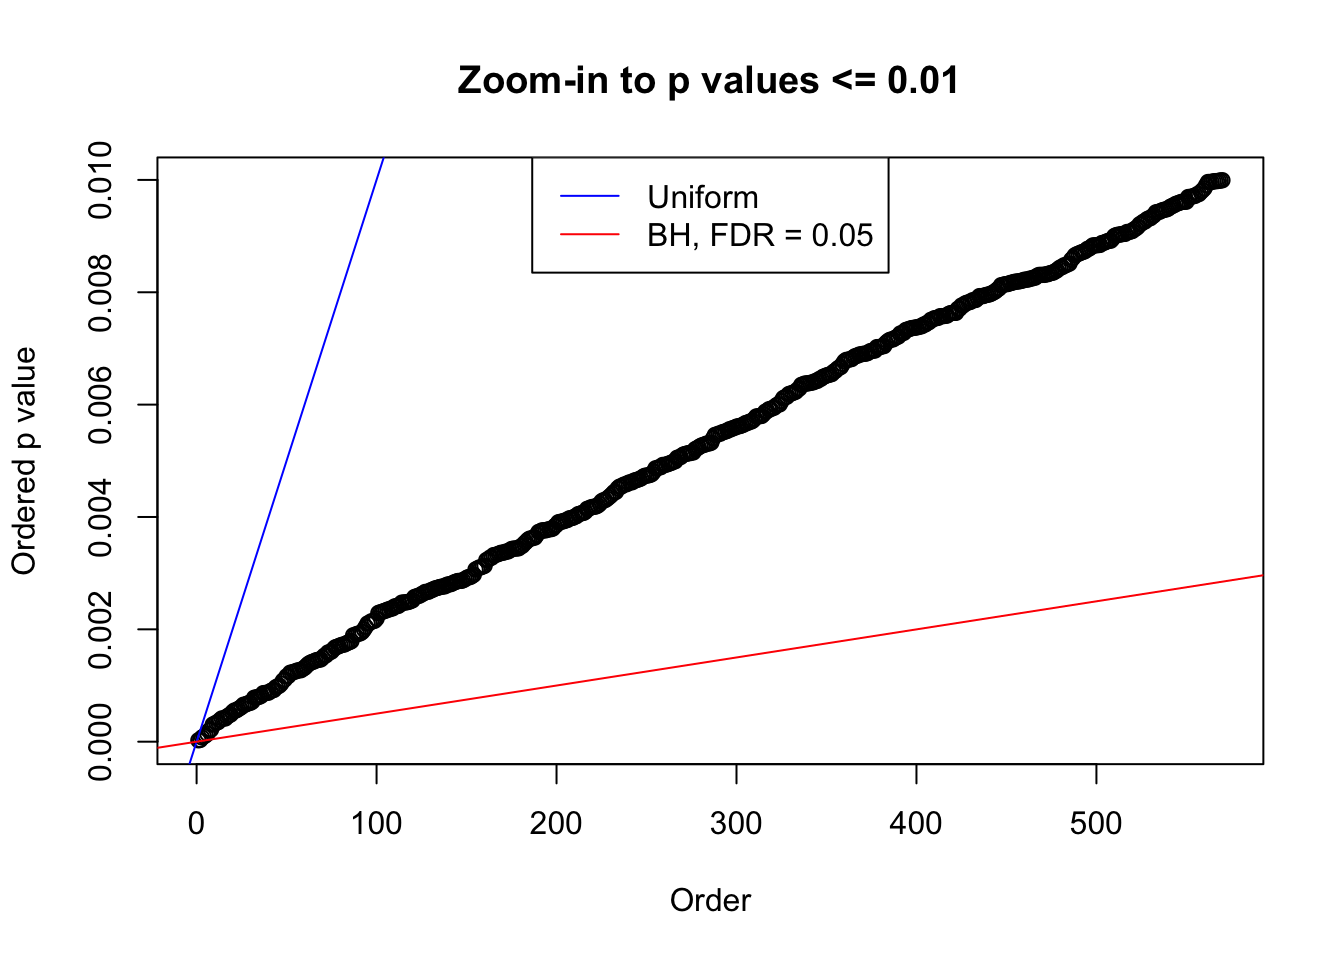 Zoom-in to p values <= 0.01
Uniform
BH, FDR = 0.05
Ordered p value
0.010
0.008
0.006
0.004
0.002
0.000
0 100 200 300 400 500
Order